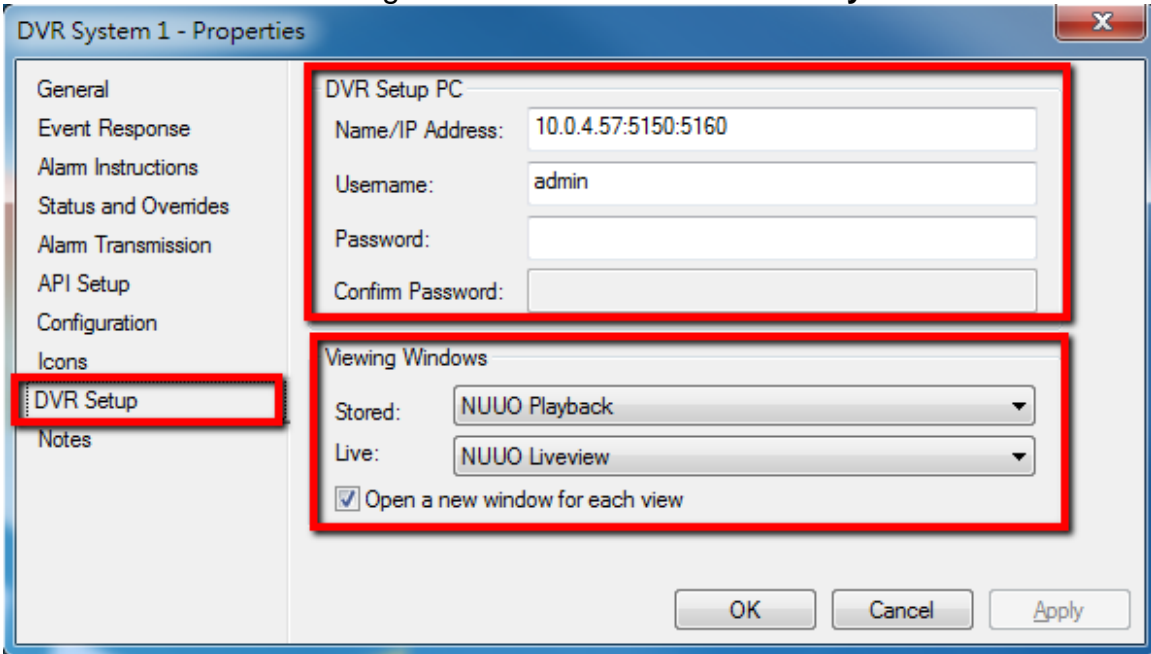 DVR System 1 - Properties
General
Event Response
Alarm Instructions
Status and Overrides
Alarm Transmission
API Setup
Configuration
Icons
DVR Setup
Notes
DVR Setup PC
Name/IP Address: 10.0.4.57:5150:5160
Username: admin
Password:
Confirm Password:
Viewing Windows
Stored: NUUO Playback
Live: NUUO Liveview
Open a new window for each view
OK Cancel Apply